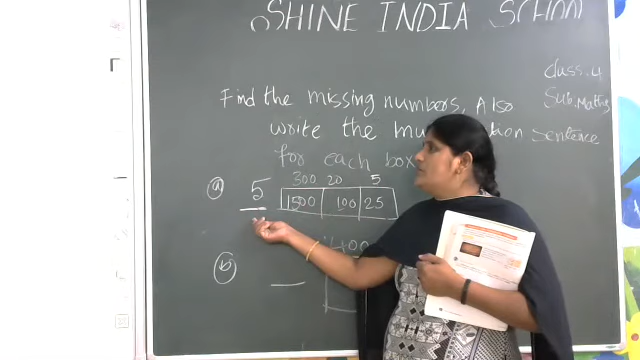 SHINE INDIA SCHOOL
Class. 4
Sub. Maths
Find the missing numbers, Also
write the sentence
for each box
300 20 5
(a) 5 1500 100 25
400
(b)